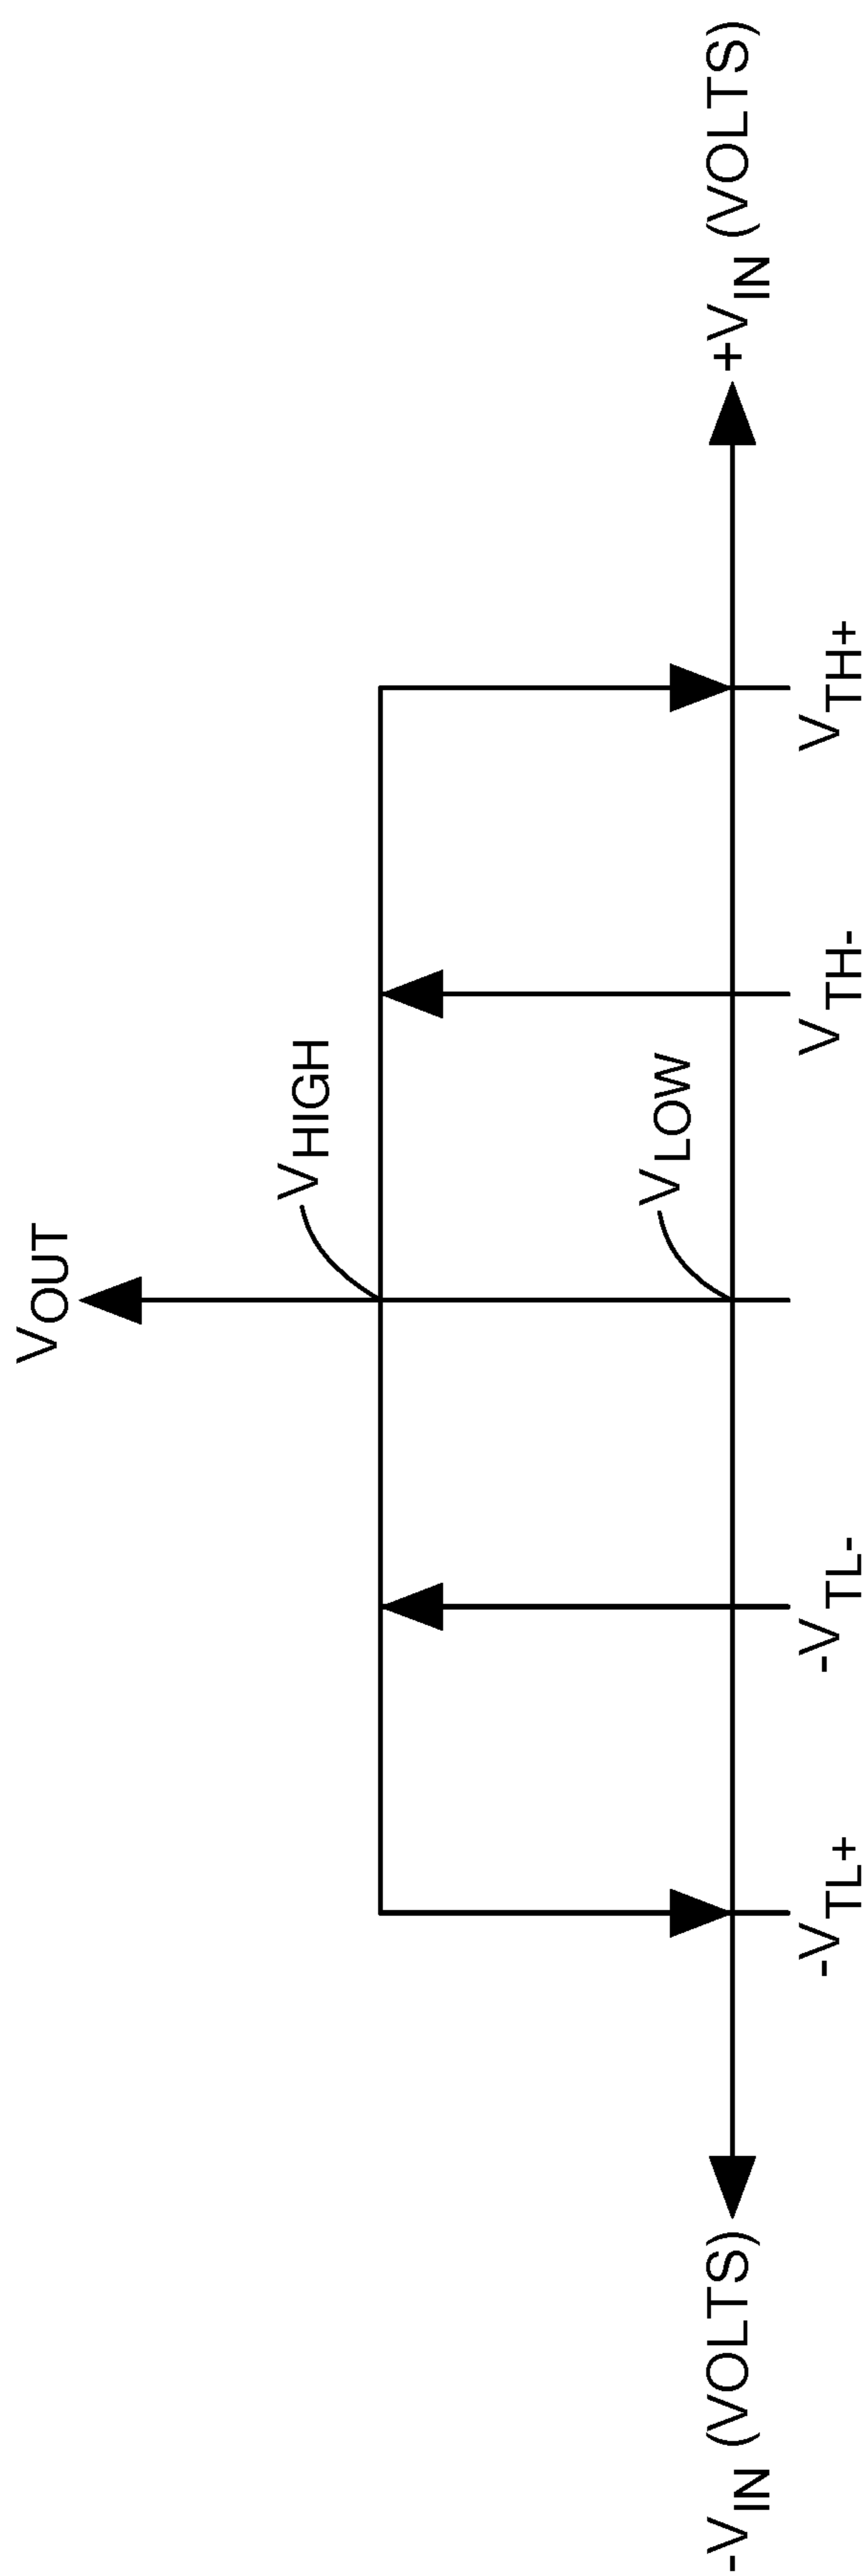 V_OUT
V_HIGH
V_LOW
-V_IN (VOLTS)
+V_IN (VOLTS)
-V_TL+
-V_TL-
V_TH-
V_TH+